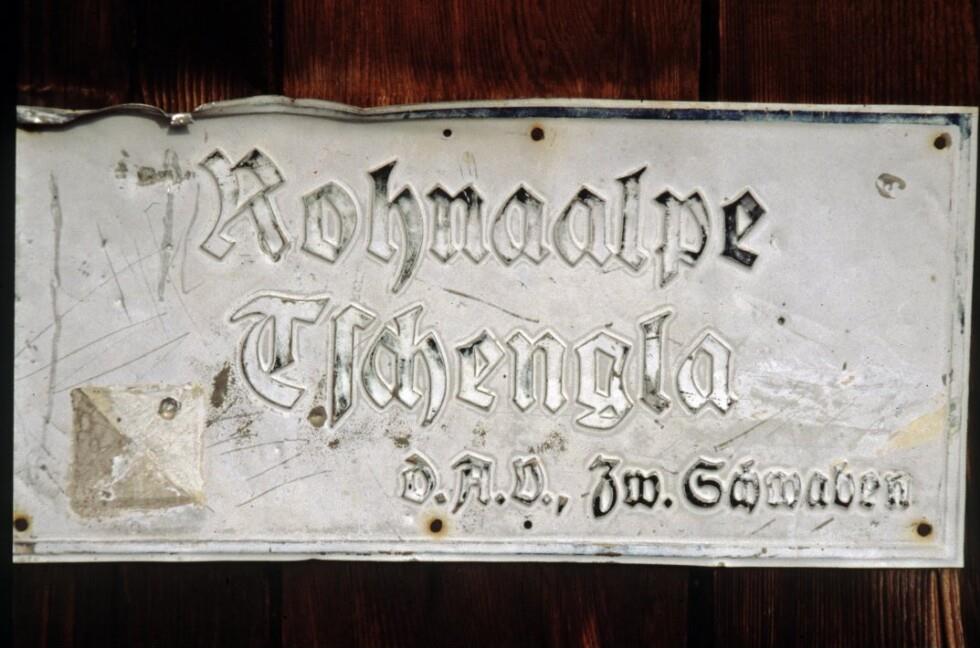 Rohnaalpe
Tschengla
D.A.V., Zw. Schwaben